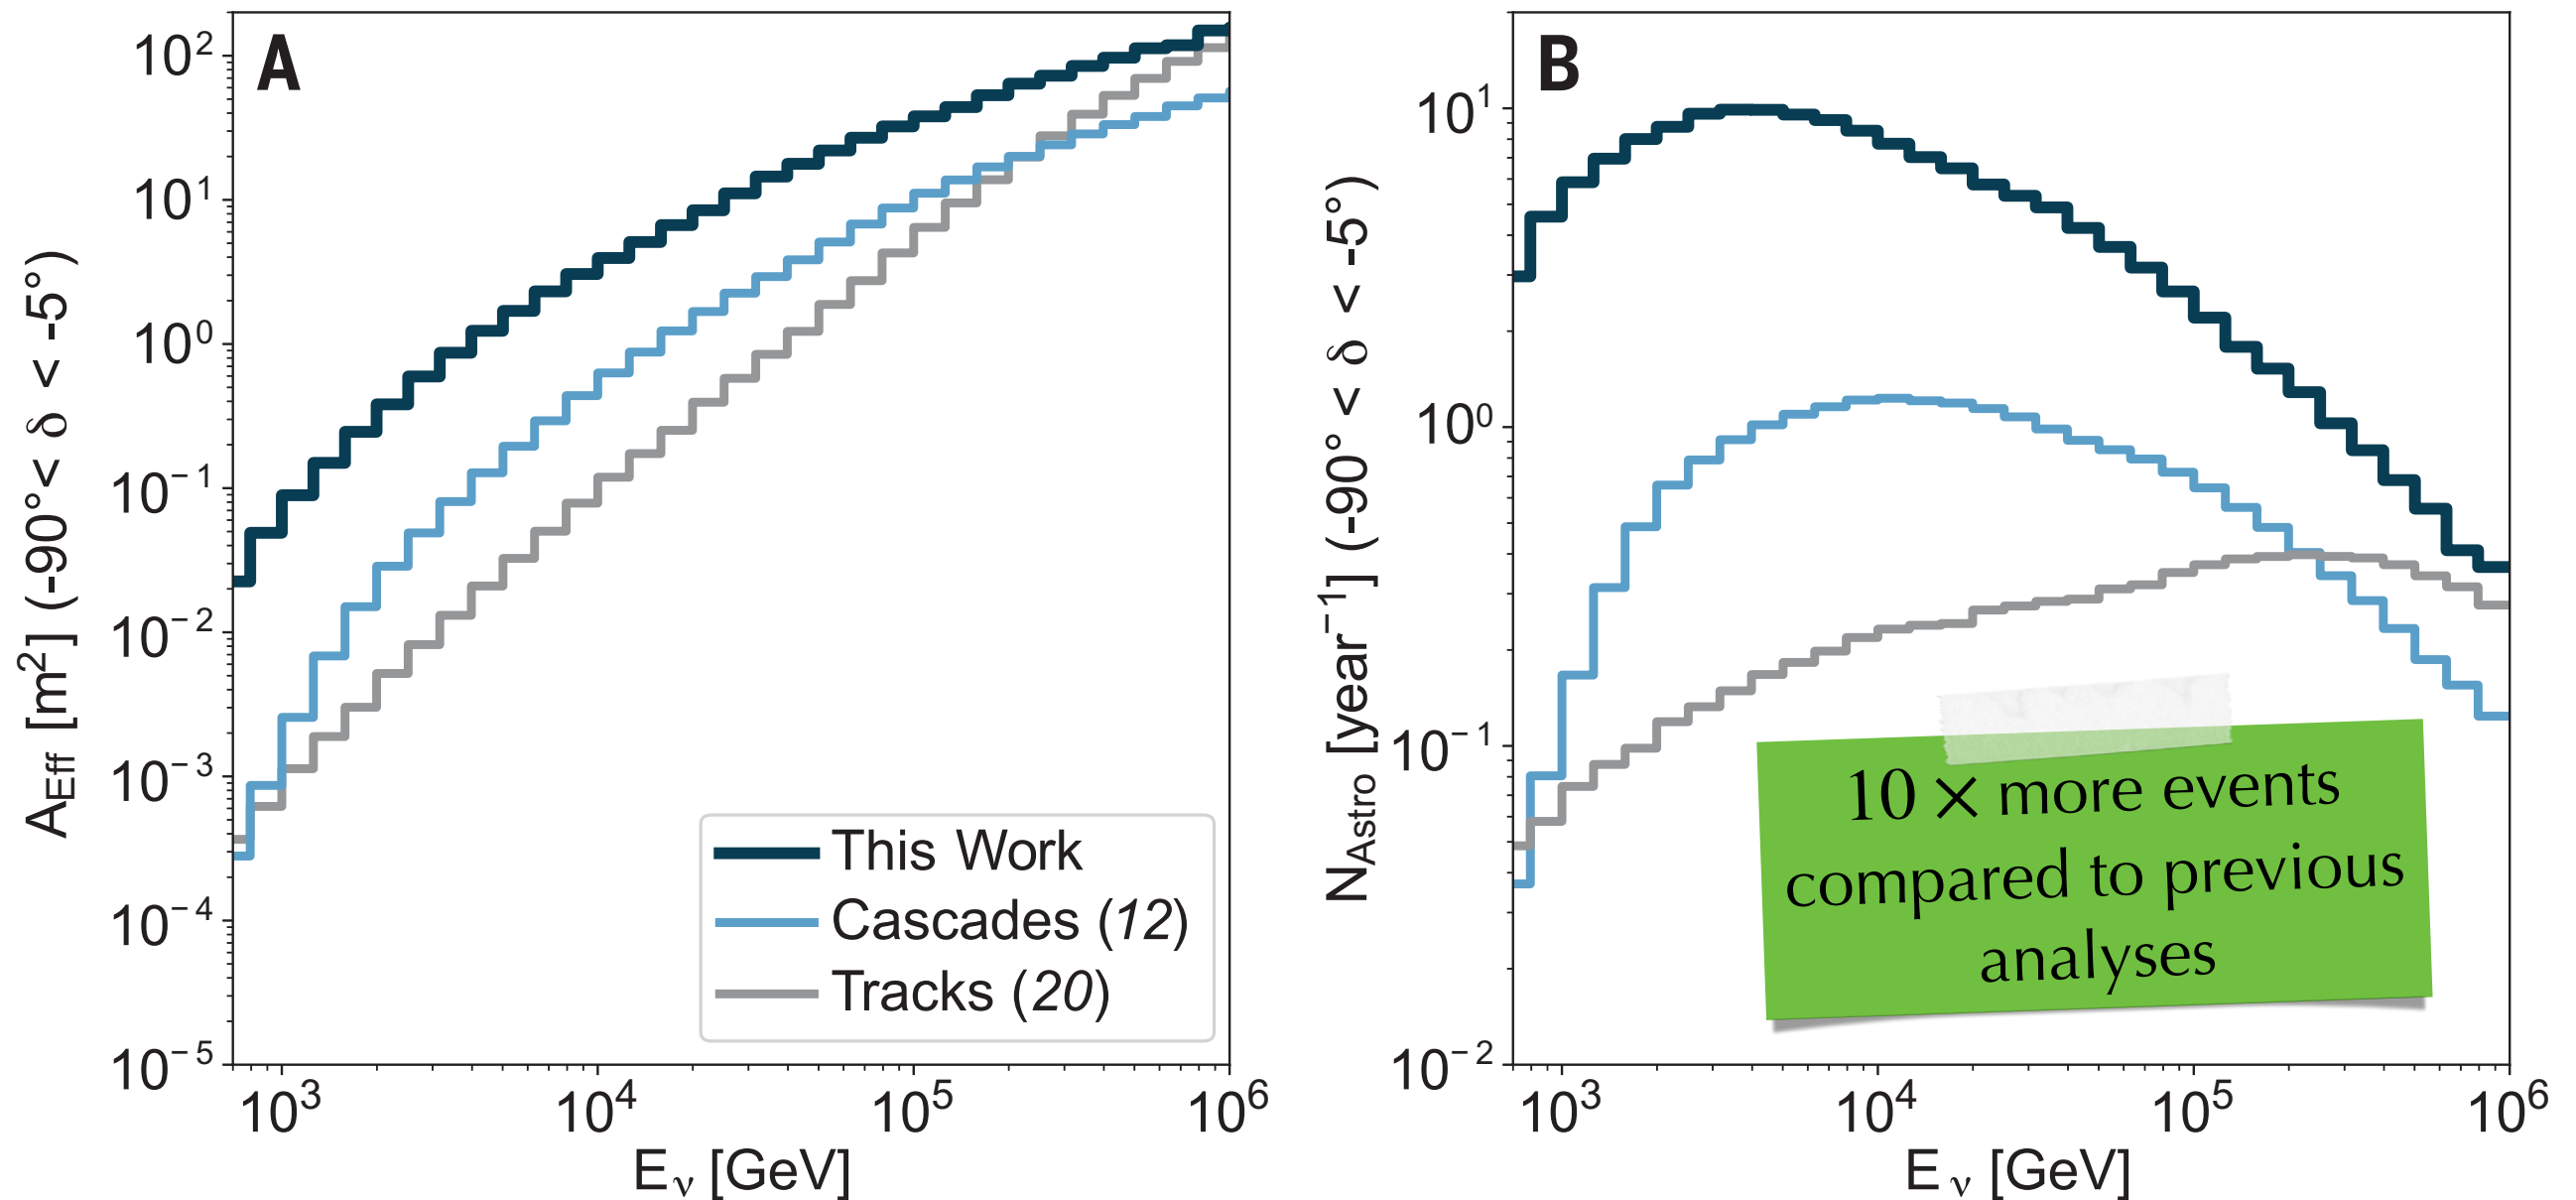 A
10²
10¹
10⁰
10⁻¹
10⁻²
10⁻³
10⁻⁴
10⁻⁵
A_Eff [m²] (-90°< δ < -5°)
This Work
Cascades (12)
Tracks (20)
10³ 10⁴ 10⁵ 10⁶
E_ν [GeV]
B
10¹
10⁰
10⁻¹
10⁻²
N_Astro [year⁻¹] (-90° < δ < -5°)
10 × more events
compared to previous
analyses
10³ 10⁴ 10⁵ 10⁶
E_ν [GeV]